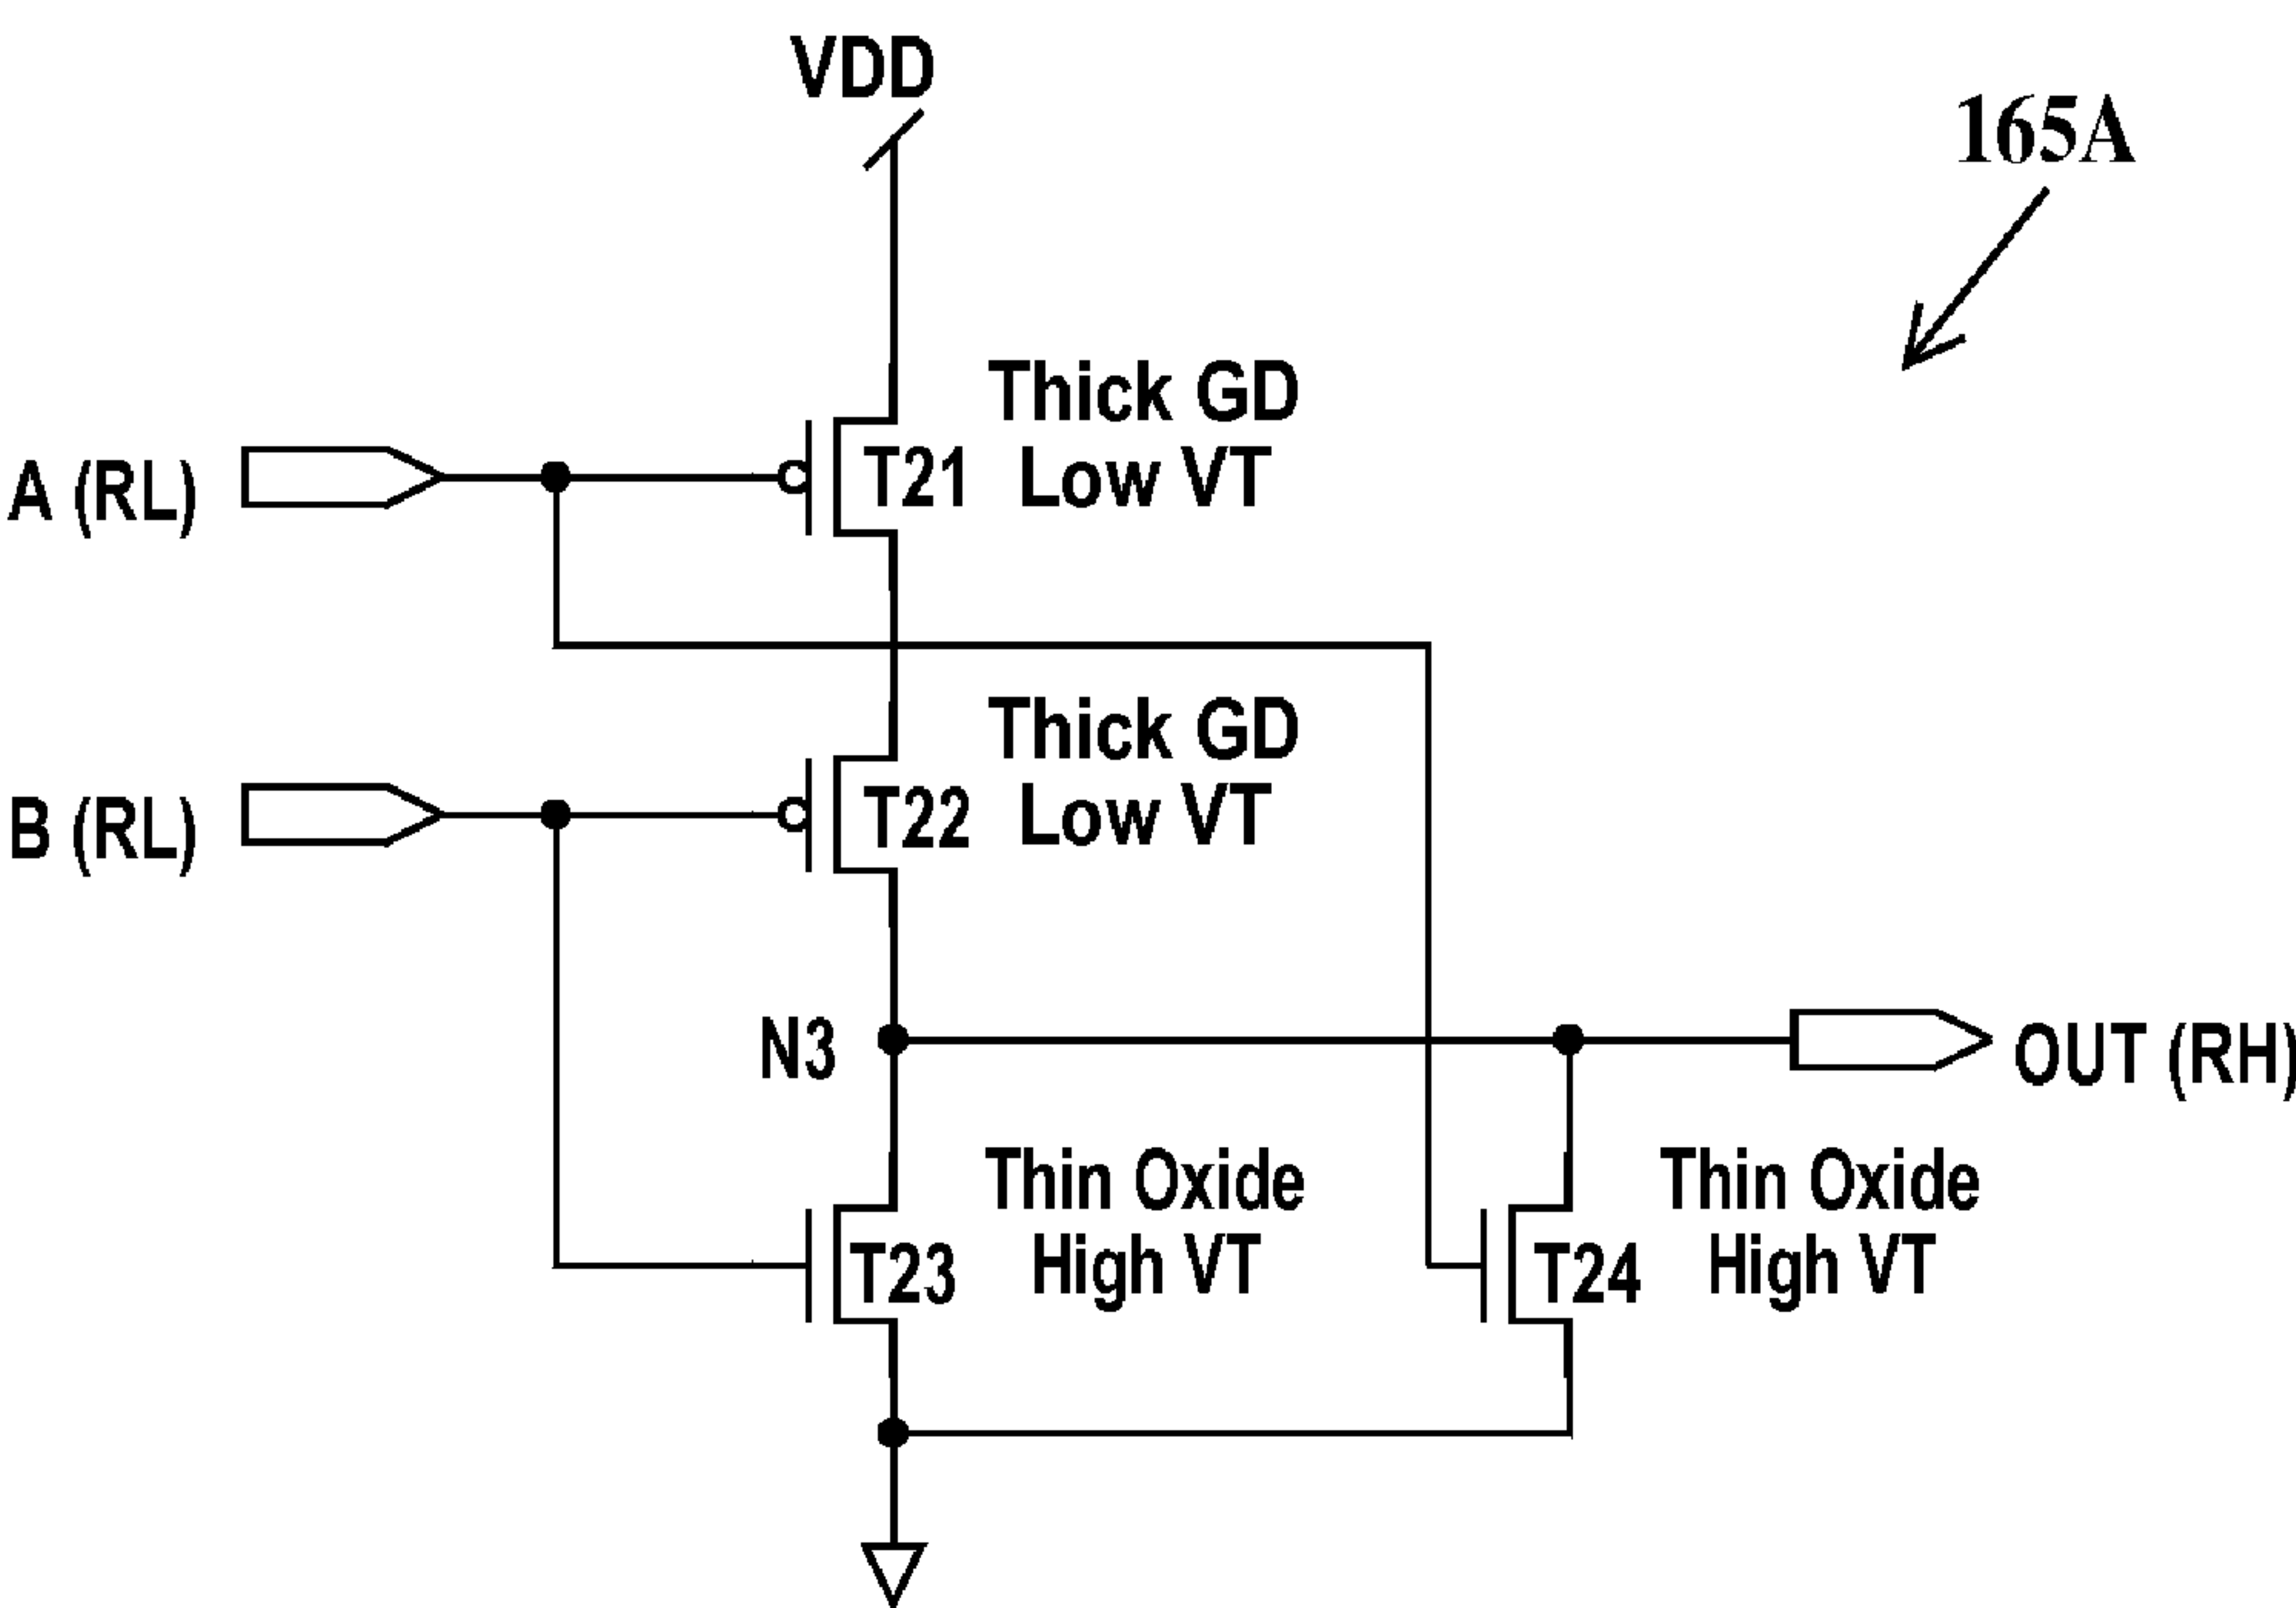 VDD
165A
Thick GD
Low VT
T21
A (RL)
Thick GD
Low VT
T22
B (RL)
N3
OUT (RH)
Thin Oxide
High VT
T23
Thin Oxide
High VT
T24